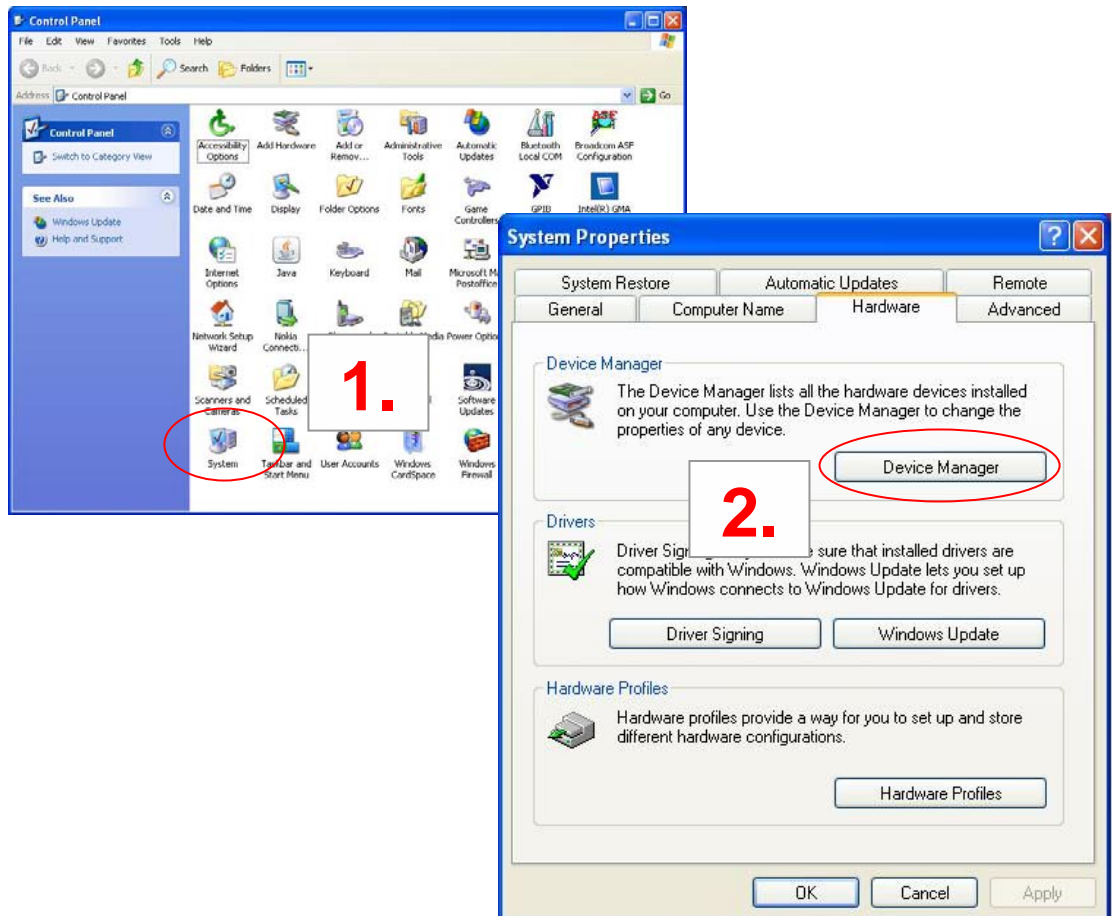 Control Panel
File Edit View Favorites Tools Help
Back Search Folders
Address Control Panel Go
Control Panel
Switch to Category View
See Also
Windows Update
Help and Support
Accessibility Options
Add Hardware
Add or Remov...
Administrative Tools
Automatic Updates
Bluetooth Local COM
Broadcom ASF Configuration
Date and Time
Display
Folder Options
Fonts
Game Controllers
GPIB
Intel(R) GMA
Internet Options
Java
Keyboard
Mail
Microsoft M
Postoffice
Network Setup Wizard
Nokia Connecti...
Power Optio
Scanners and Cameras
Scheduled Tasks
Software Updates
System
Taskbar and Start Menu
User Accounts
Windows CardSpace
Windows Firewall
1.
System Properties
System Restore Automatic Updates Remote
General Computer Name Hardware Advanced
Device Manager
The Device Manager lists all the hardware devices installed
on your computer. Use the Device Manager to change the
properties of any device.
Device Manager
2.
Drivers
Driver sure that installed drivers are
compatible with Windows. Windows Update lets you set up
how Windows connects to Windows Update for drivers.
Driver Signing Windows Update
Hardware Profiles
Hardware profiles provide a way for you to set up and store
different hardware configurations.
Hardware Profiles
OK Cancel Apply